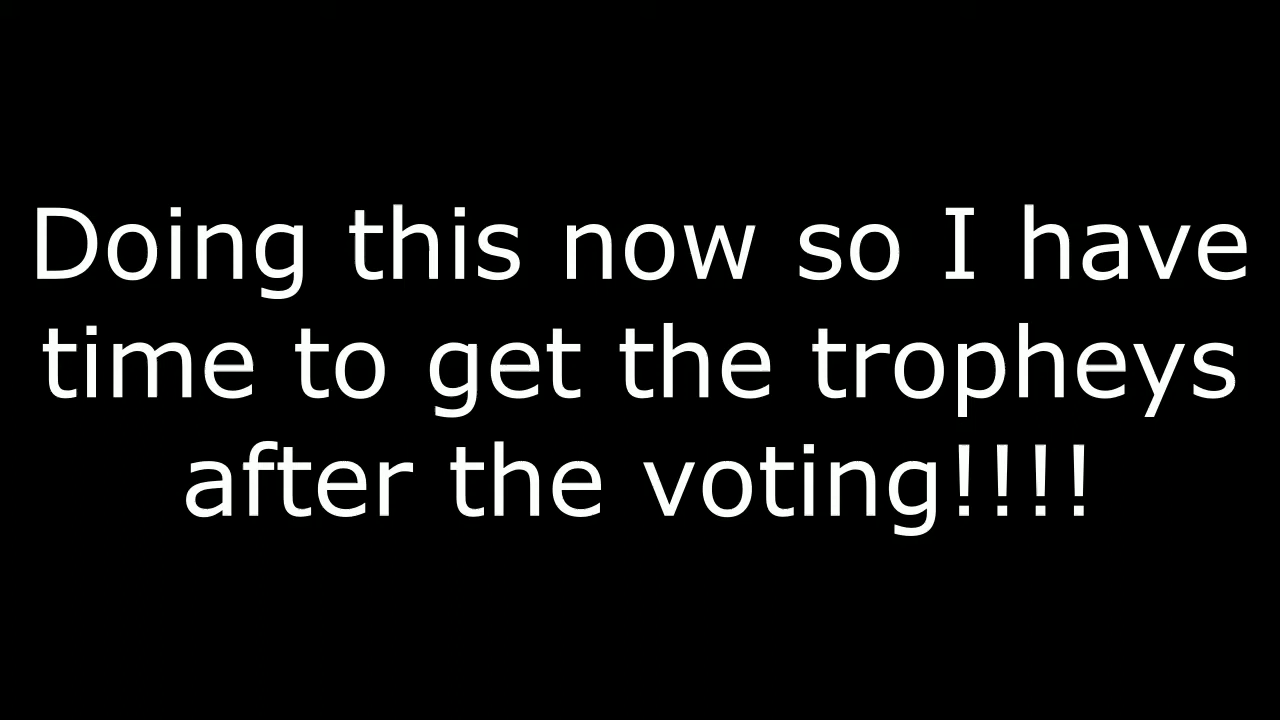 Doing this now so I have
time to get the tropheys
after the voting!!!!